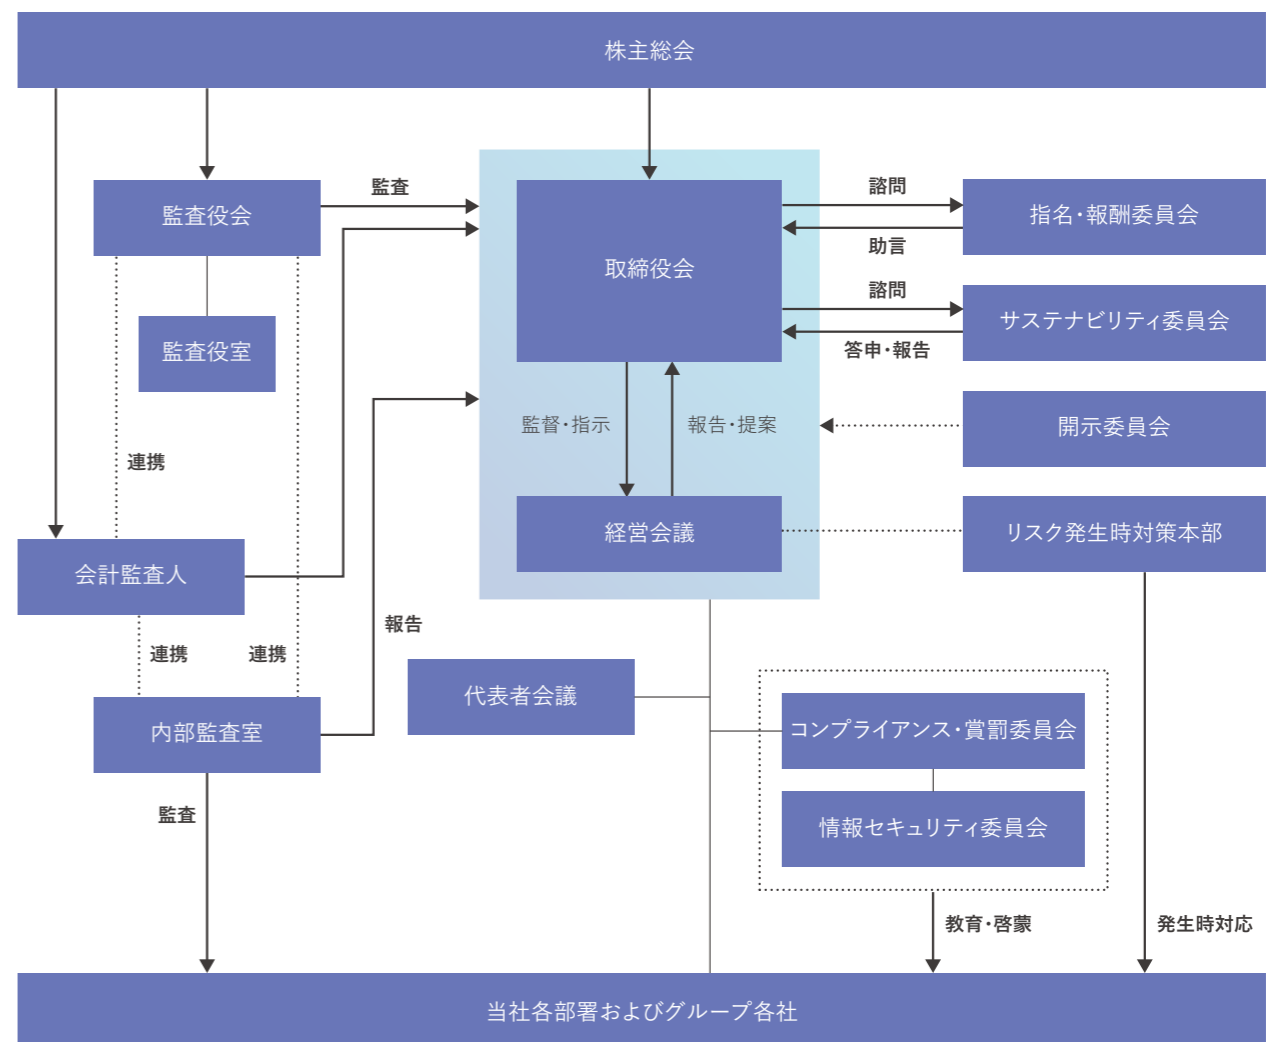 株主総会
監査役会
監査
取締役会
諮問
助言
指名・報酬委員会
諮問
答申・報告
サステナビリティ委員会
監査役室
監督・指示
報告・提案
開示委員会
連携
経営会議
リスク発生時対策本部
会計監査人
連携
連携
報告
代表者会議
内部監査室
コンプライアンス・賞罰委員会
監査
情報セキュリティ委員会
教育・啓蒙
発生時対応
当社各部署およびグループ各社